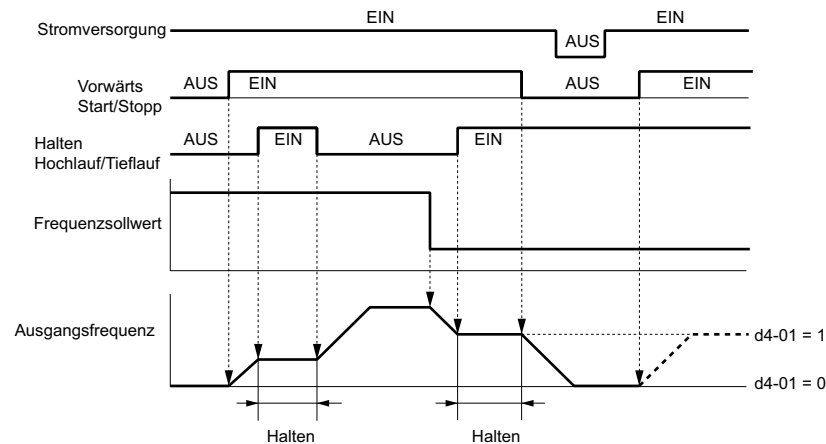 EIN
EIN
Stromversorgung
AUS
Vorwärts
Start/Stopp
AUS
EIN
AUS
EIN
Halten
Hochlauf/Tieflauf
AUS
EIN
AUS
EIN
Frequenzsollwert
Ausgangsfrequenz
d4-01 = 1
d4-01 = 0
Halten
Halten